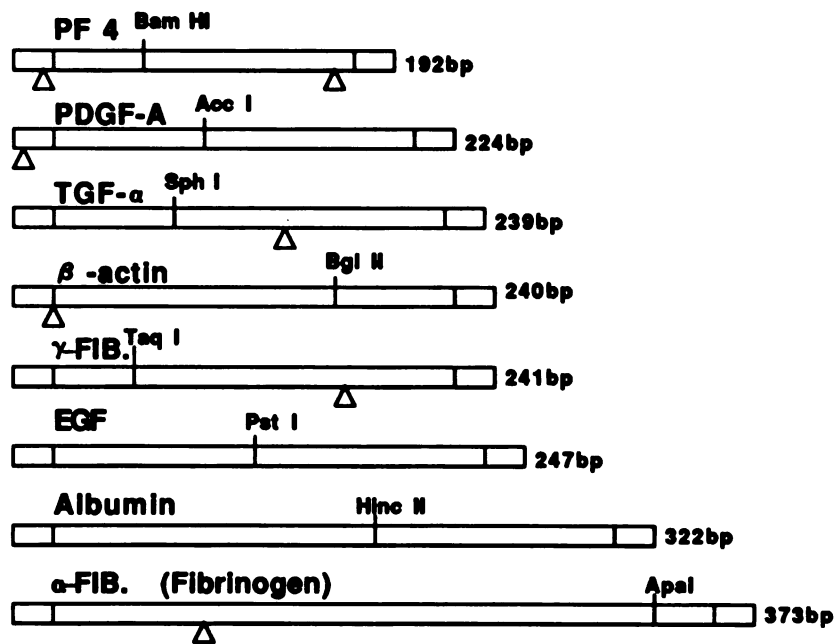 PF 4 Bam HI
192bp
PDGF-A Acc I
224bp
TGF-α Sph I
239bp
β-actin Bgl II
240bp
γ-FIB. Taq I
241bp
EGF Pst I
247bp
Albumin Hinc II
322bp
α-FIB. (Fibrinogen) ApaI
373bp